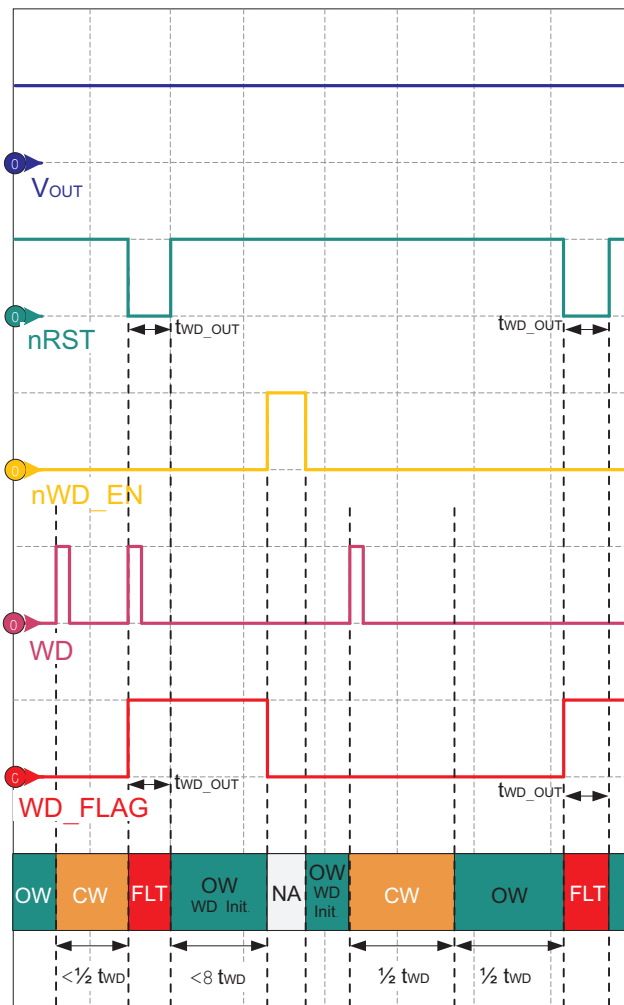 0
VOUT
0
nRST
tWD_OUT
tWD_OUT
0
nWD_EN
0
WD
0
WD_FLAG
tWD_OUT
tWD_OUT
OW
CW
FLT
OW
WD Init.
NA
OW
WD
Init.
CW
OW
FLT
<½ tWD
<8 tWD
½ tWD
½ tWD